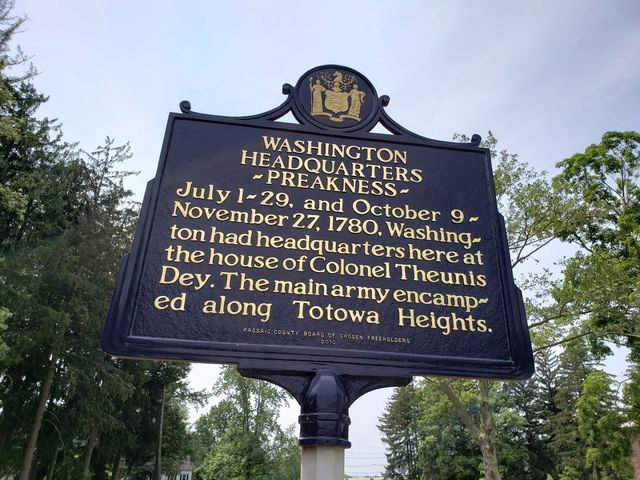 WASHINGTON
HEADQUARTERS
~PREAKNESS~
July 1~29, and October 9~
November 27, 1780, Washing~
ton had headquarters here at
the house of Colonel Theunis
Dey. The main army encamp~
ed along Totowa Heights.
PASSAIC COUNTY BOARD OF CHOSEN FREEHOLDERS
2010